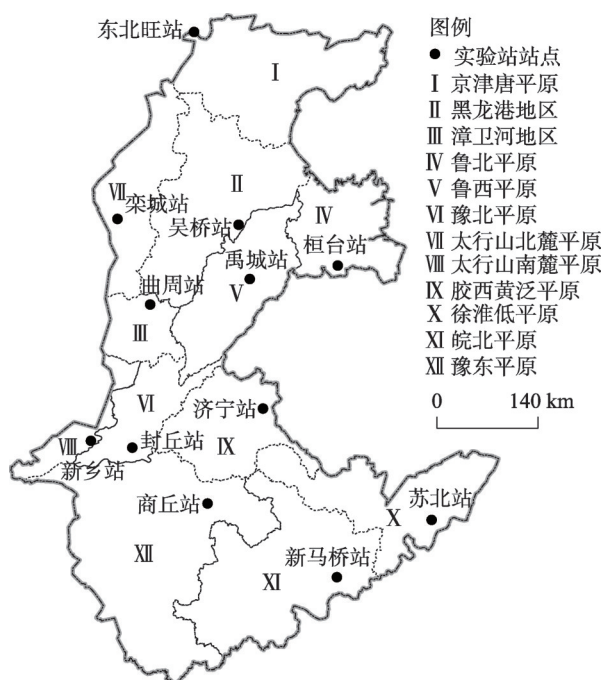 东北旺站
Ⅰ
Ⅶ
栾城站
Ⅱ
吴桥站
Ⅳ
桓台站
禹城站
Ⅴ
曲周站
Ⅲ
Ⅵ
济宁站
Ⅷ
封丘站
Ⅸ
新乡站
商丘站
苏北站
Ⅹ
Ⅻ
新马桥站
Ⅺ
图例
实验站站点
Ⅰ 京津唐平原
Ⅱ 黑龙港地区
Ⅲ 漳卫河地区
Ⅳ 鲁北平原
Ⅴ 鲁西平原
Ⅵ 豫北平原
Ⅶ 太行山北麓平原
Ⅷ 太行山南麓平原
Ⅸ 胶西黄泛平原
Ⅹ 徐淮低平原
Ⅺ 皖北平原
Ⅻ 豫东平原
0 140 km